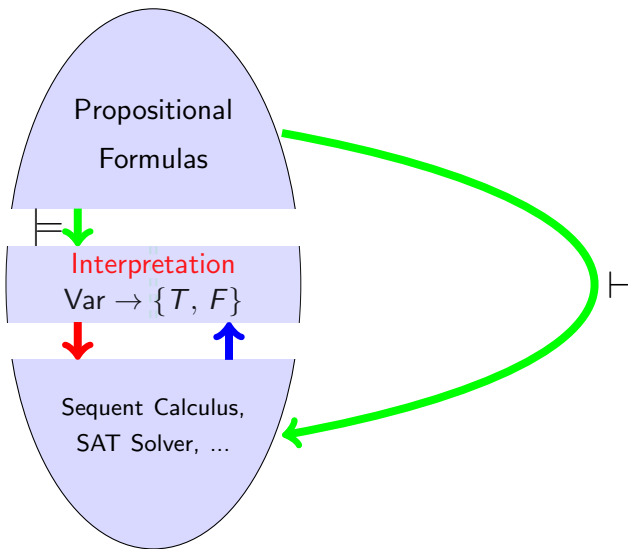 Propositional
Formulas
⊨
Interpretation
Var → {T, F}
⊢
Sequent Calculus,
SAT Solver, ...